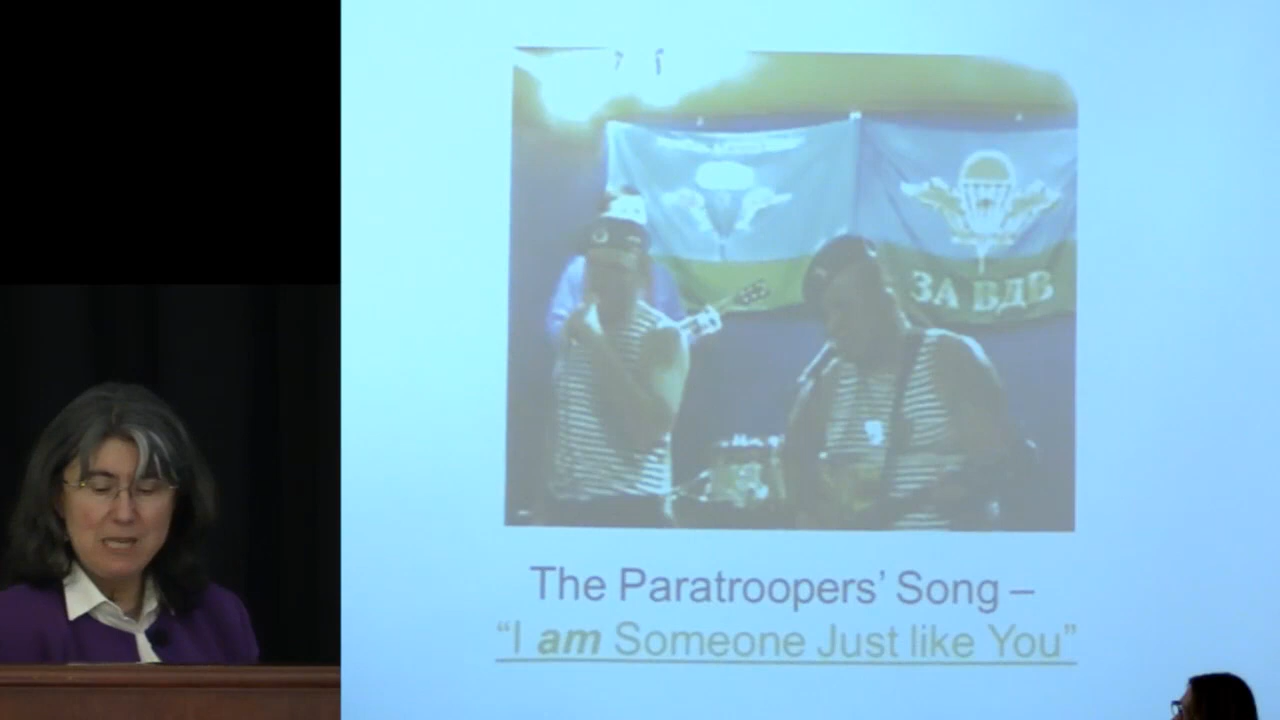 ЗА ВДВ
The Paratroopers’ Song –
“I am Someone Just like You”